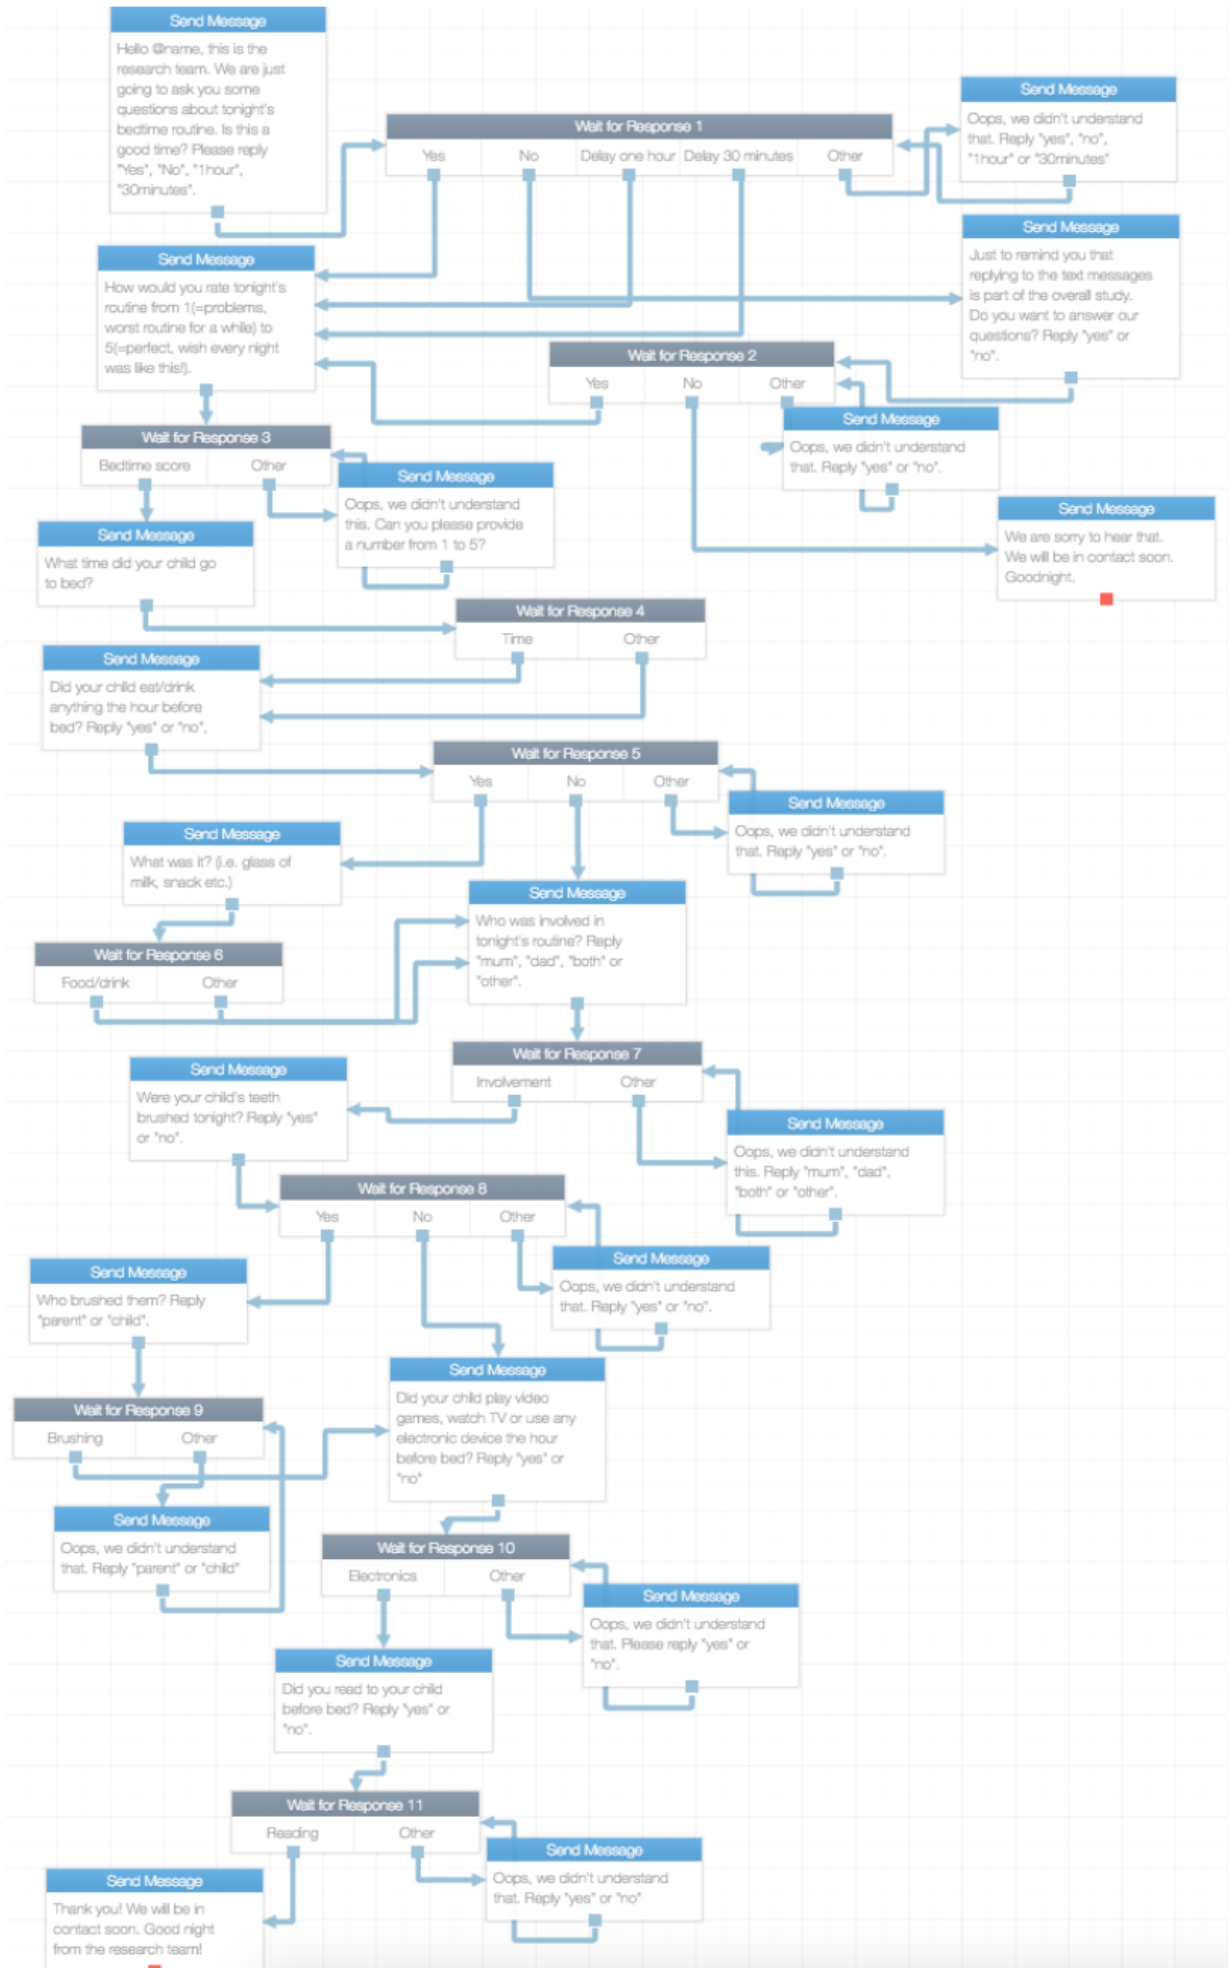 Send Message
Hello @name, this is the
research team. We are just
going to ask you some
questions about tonight's
bedtime routine. Is this a
good time? Please reply
"Yes", "No", "1hour",
"30minutes".
Wait for Response 1
Yes No Delay one hour Delay 30 minutes Other
Send Message
Oops, we didn't understand
that. Reply "yes", "no",
"1hour" or "30minutes"
Send Message
Just to remind you that
replying to the text messages
is part of the overall study.
Do you want to answer our
questions? Reply "yes" or
"no".
Send Message
How would you rate tonight's
routine from 1(=problems,
worst routine for a while) to
5(=perfect, wish every night
was like this!).
Wait for Response 2
Yes No Other
Send Message
Oops, we didn't understand
that. Reply "yes" or "no".
Send Message
We are sorry to hear that.
We will be in contact soon.
Goodnight.
Wait for Response 3
Bedtime score Other
Send Message
Oops, we didn't understand
this. Can you please provide
a number from 1 to 5?
Send Message
What time did your child go
to bed?
Wait for Response 4
Time Other
Send Message
Did your child eat/drink
anything the hour before
bed? Reply "yes" or "no",
Wait for Response 5
Yes No Other
Send Message
Oops, we didn't understand
that. Reply "yes" or "no".
Send Message
What was it? (i.e. glass of
milk, snack etc.)
Wait for Response 6
Food/drink Other
Send Message
Who was involved in
tonight's routine? Reply
"mum", "dad", "both" or
"other".
Wait for Response 7
Involvement Other
Send Message
Oops, we didn't understand
this. Reply "mum", "dad",
"both" or "other".
Send Message
Were your child's teeth
brushed tonight? Reply "yes"
or "no".
Wait for Response 8
Yes No Other
Send Message
Oops, we didn't understand
that. Reply "yes" or "no".
Send Message
Who brushed them? Reply
"parent" or "child".
Wait for Response 9
Brushing Other
Send Message
Oops, we didn't understand
that. Reply "parent" or "child"
Send Message
Did your child play video
games, watch TV or use any
electronic device the hour
before bed? Reply "yes" or
"no"
Wait for Response 10
Electronics Other
Send Message
Oops, we didn't understand
that. Please reply "yes" or
"no".
Send Message
Did you read to your child
before bed? Reply "yes" or
"no".
Wait for Response 11
Reading Other
Send Message
Oops, we didn't understand
that. Reply "yes" or "no"
Send Message
Thank you! We will be in
contact soon. Good night
from the research team!